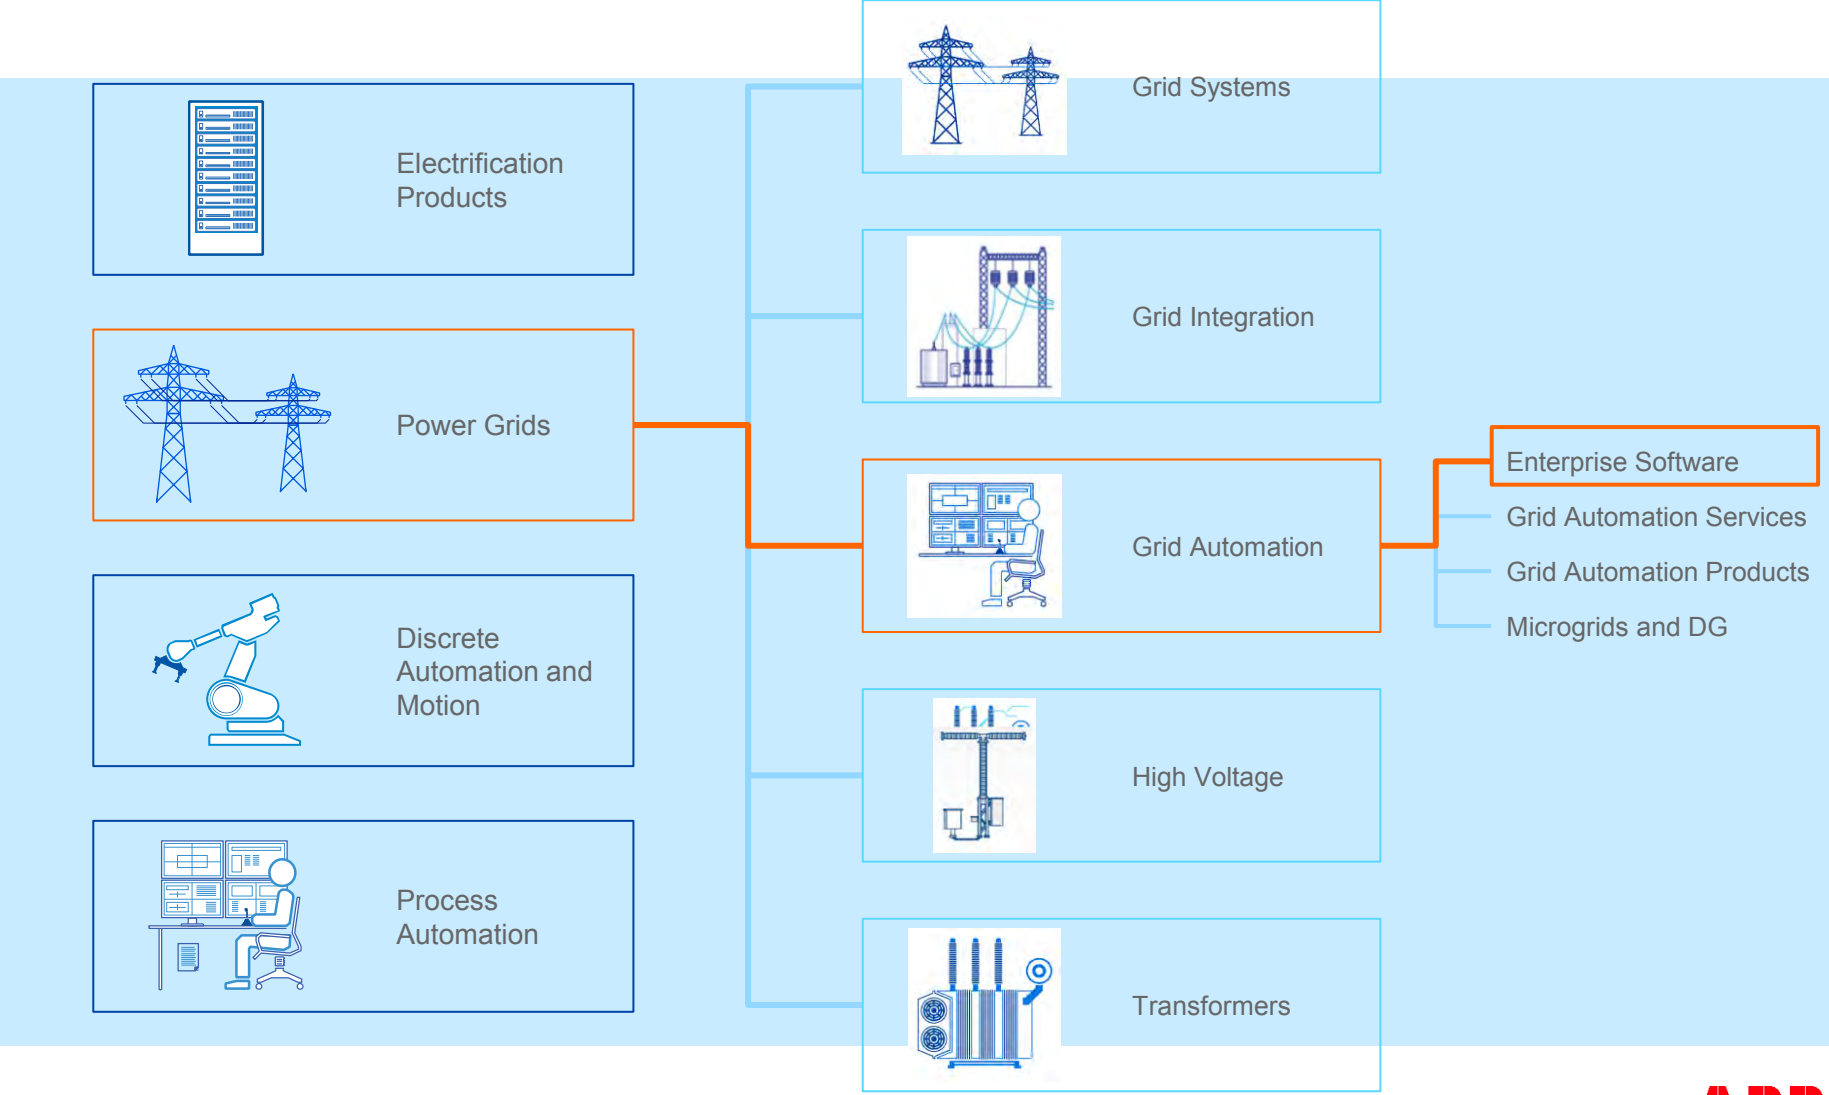 Electrification
Products
Power Grids
Discrete
Automation and
Motion
Process
Automation
Grid Systems
Grid Integration
Grid Automation
High Voltage
Transformers
Enterprise Software
Grid Automation Services
Grid Automation Products
Microgrids and DG